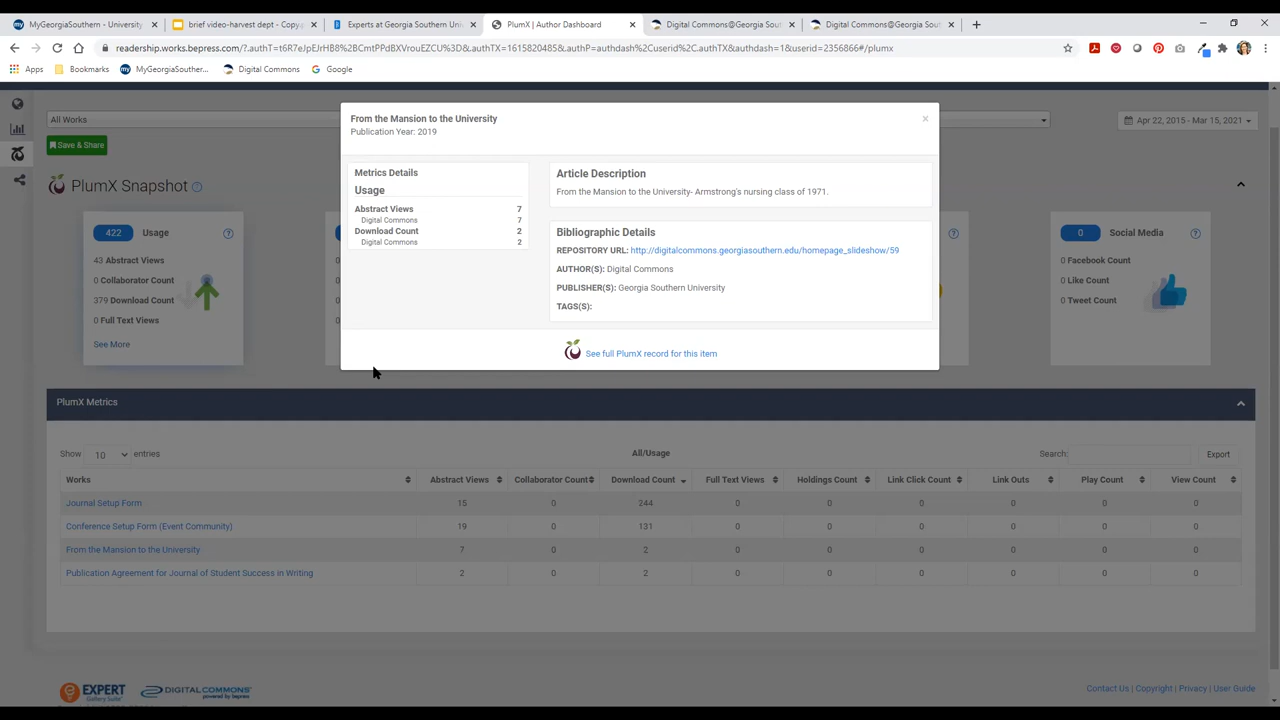 MyGeorgiaSouthern - University
brief video-harvest dept - Copy
Experts at Georgia Southern Uni
PlumX | Author Dashboard
Digital Commons@Georgia Sout
Digital Commons@Georgia Sout
readership.works.bepress.com/?.authT=t6R7eJpEJrHB8%2BCmtPPdBXVrouEZCU%3D&.authTX=1615820485&.authP=authdash%2Cuserid%2C.authTX&authdash=1&userid=2356866#/plumx
Apps
Bookmarks
MyGeorgiaSouther...
Digital Commons
Google
All Works
Apr 22, 2015 - Mar 15, 2021
Save & Share
PlumX Snapshot
From the Mansion to the University
Publication Year: 2019
Metrics Details
Usage
Abstract Views 7
Digital Commons 7
Download Count 2
Digital Commons 2
Article Description
From the Mansion to the University- Armstrong's nursing class of 1971.
Bibliographic Details
REPOSITORY URL: http://digitalcommons.georgiasouthern.edu/homepage_slideshow/59
AUTHOR(S): Digital Commons
PUBLISHER(S): Georgia Southern University
TAGS(S):
See full PlumX record for this item
422 Usage
43 Abstract Views
0 Collaborator Count
379 Download Count
0 Full Text Views
See More
0 Social Media
0 Facebook Count
0 Like Count
0 Tweet Count
PlumX Metrics
Show 10 entries
All/Usage
Search:
Export
Works Abstract Views Collaborator Count Download Count Full Text Views Holdings Count Link Click Count Link Outs Play Count View Count
Journal Setup Form 15 0 244 0 0 0 0 0 0
Conference Setup Form (Event Community) 19 0 131 0 0 0 0 0 0
From the Mansion to the University 7 0 2 0 0 0 0 0 0
Publication Agreement for Journal of Student Success in Writing 2 0 2 0 0 0 0 0 0
EXPERT
Gallery Suite
DIGITAL COMMONS
powered by bepress
Contact Us | Copyright | Privacy | User Guide